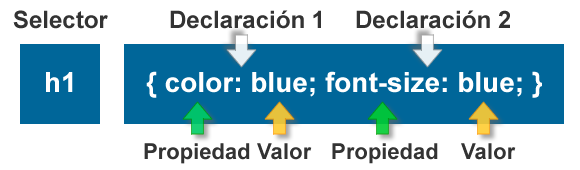 Selector Declaración 1 Declaración 2
h1 { color: blue; font-size: blue; }
Propiedad Valor Propiedad Valor